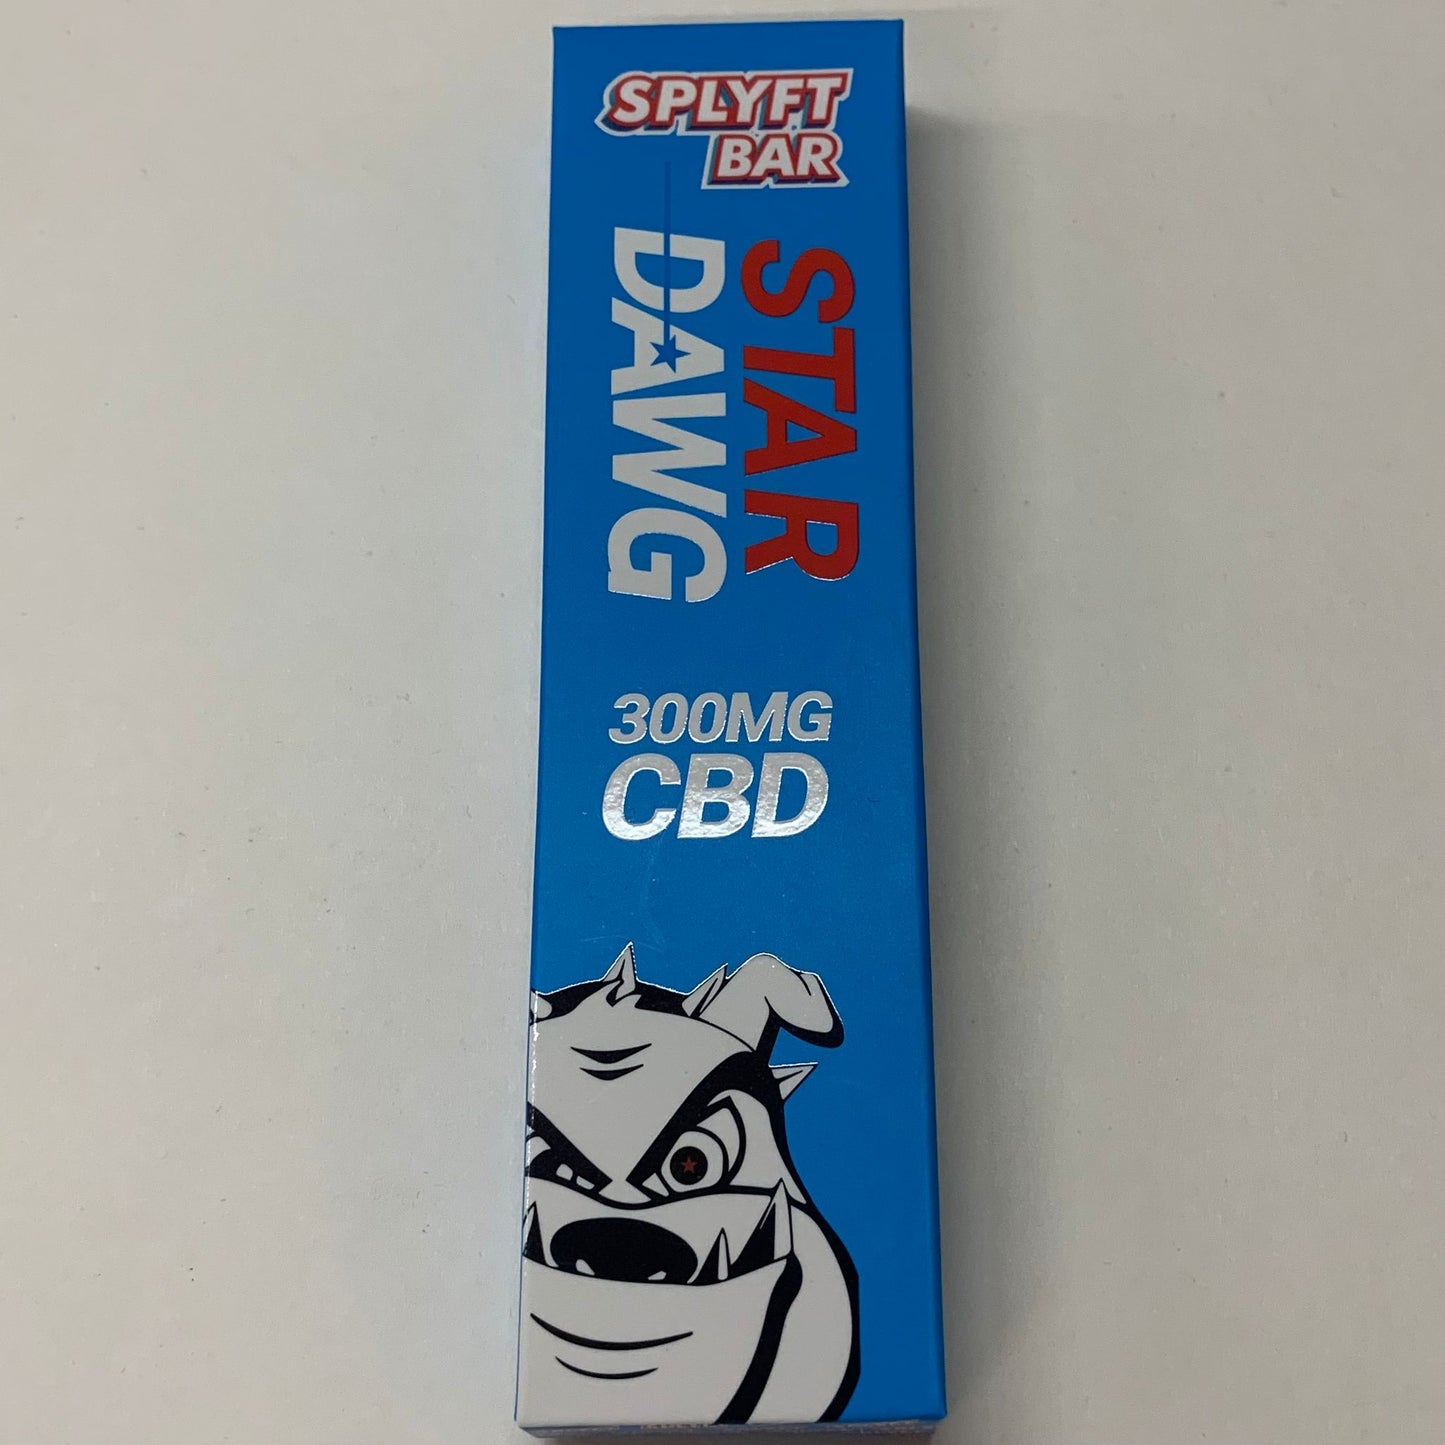 SPLYFT
BAR
STAR
DAWG
300MG
CBD